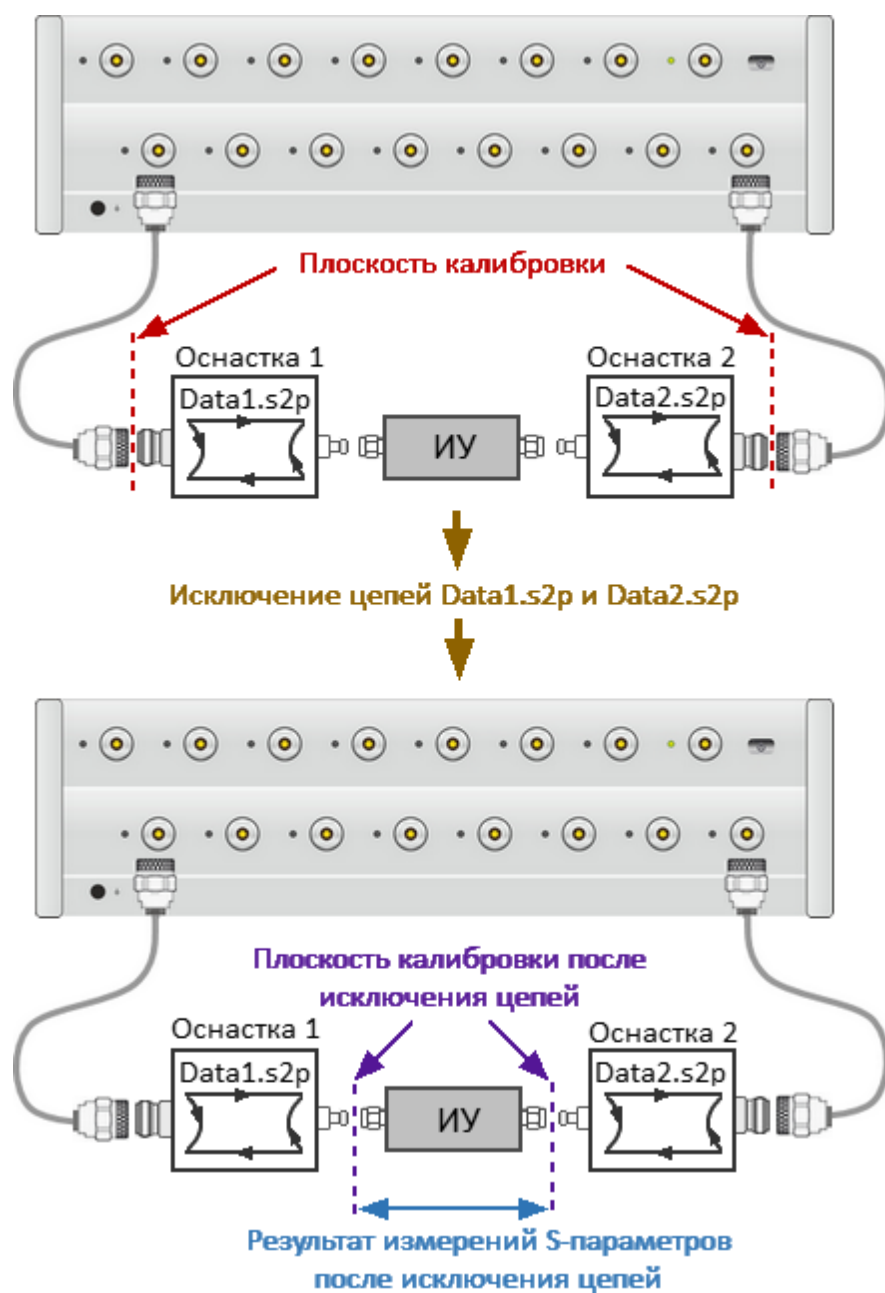 Плоскость калибровки
Оснастка 1
Оснастка 2
Data1.s2p
Data2.s2p
ИУ
Исключение цепей Data1.s2p и Data2.s2p
Плоскость калибровки после
исключения цепей
Оснастка 1
Оснастка 2
Data1.s2p
Data2.s2p
ИУ
Результат измерений S-параметров
после исключения цепей